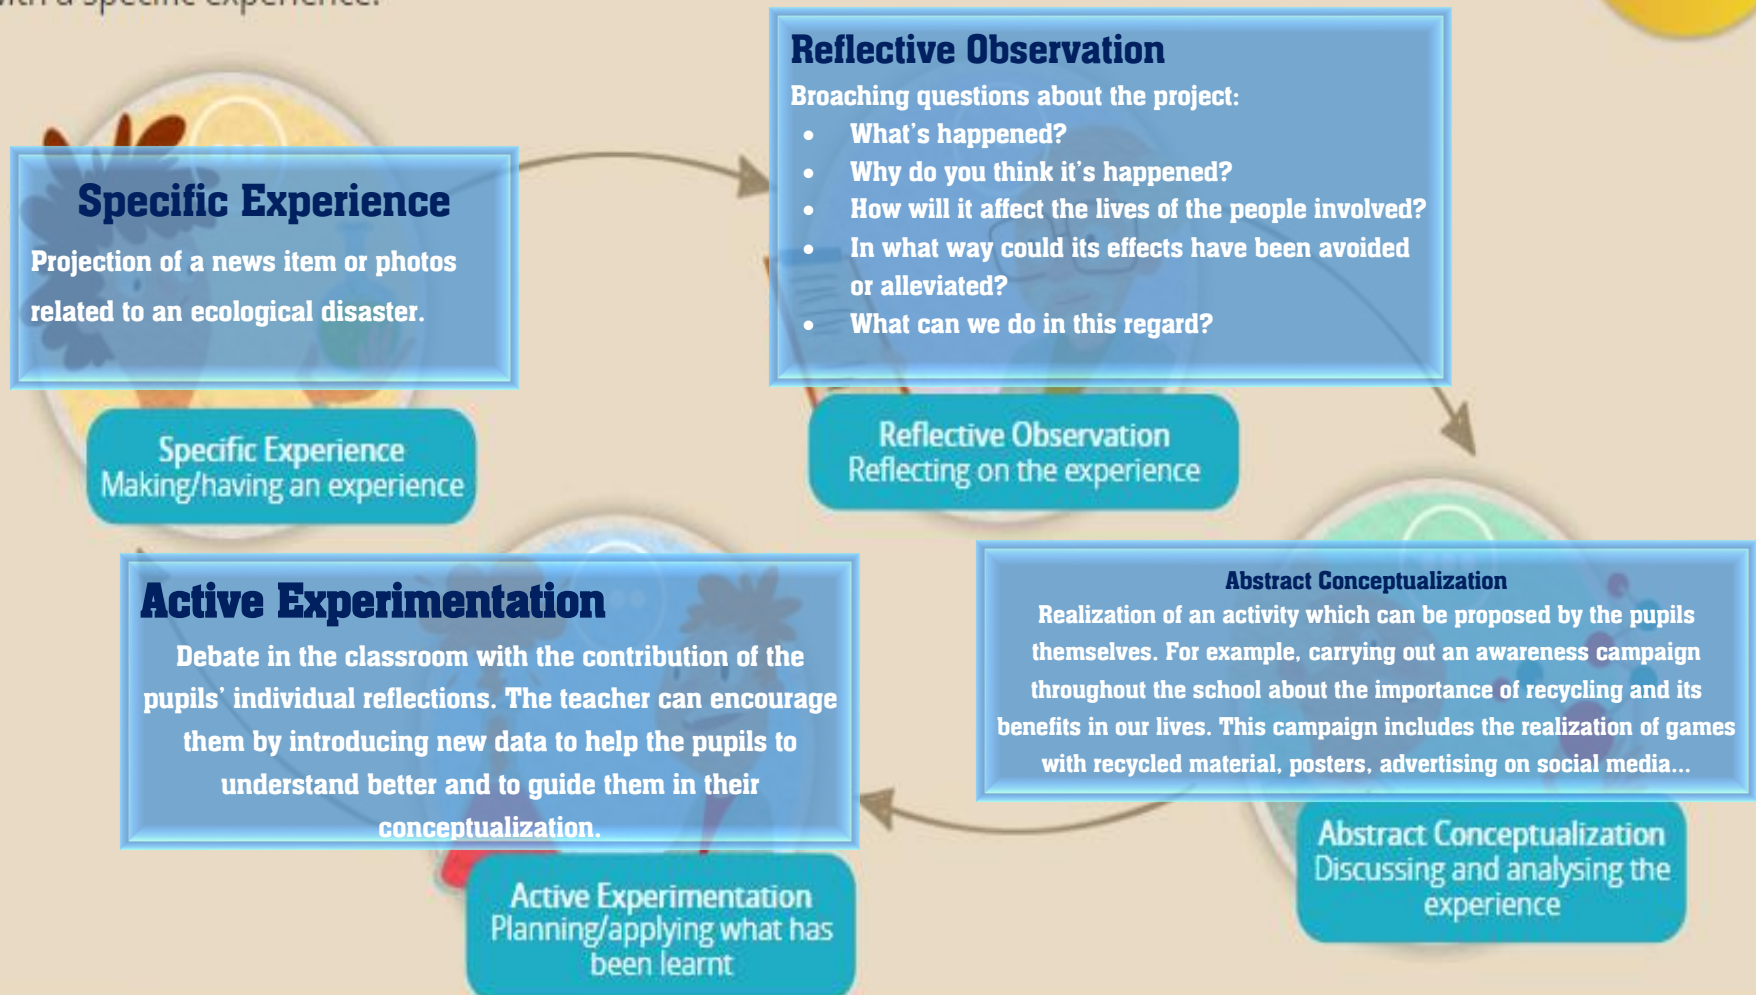 with a specific experience.
Specific Experience
Projection of a news item or photos
related to an ecological disaster.
Specific Experience
Making/having an experience
Reflective Observation
Broaching questions about the project:
• What's happened?
• Why do you think it's happened?
• How will it affect the lives of the people involved?
• In what way could its effects have been avoided
or alleviated?
• What can we do in this regard?
Reflective Observation
Reflecting on the experience
Abstract Conceptualization
Realization of an activity which can be proposed by the pupils
themselves. For example, carrying out an awareness campaign
throughout the school about the importance of recycling and its
benefits in our lives. This campaign includes the realization of games
with recycled material, posters, advertising on social media...
Abstract Conceptualization
Discussing and analysing the
experience
Active Experimentation
Debate in the classroom with the contribution of the
pupils' individual reflections. The teacher can encourage
them by introducing new data to help the pupils to
understand better and to guide them in their
conceptualization.
Active Experimentation
Planning/applying what has
been learnt